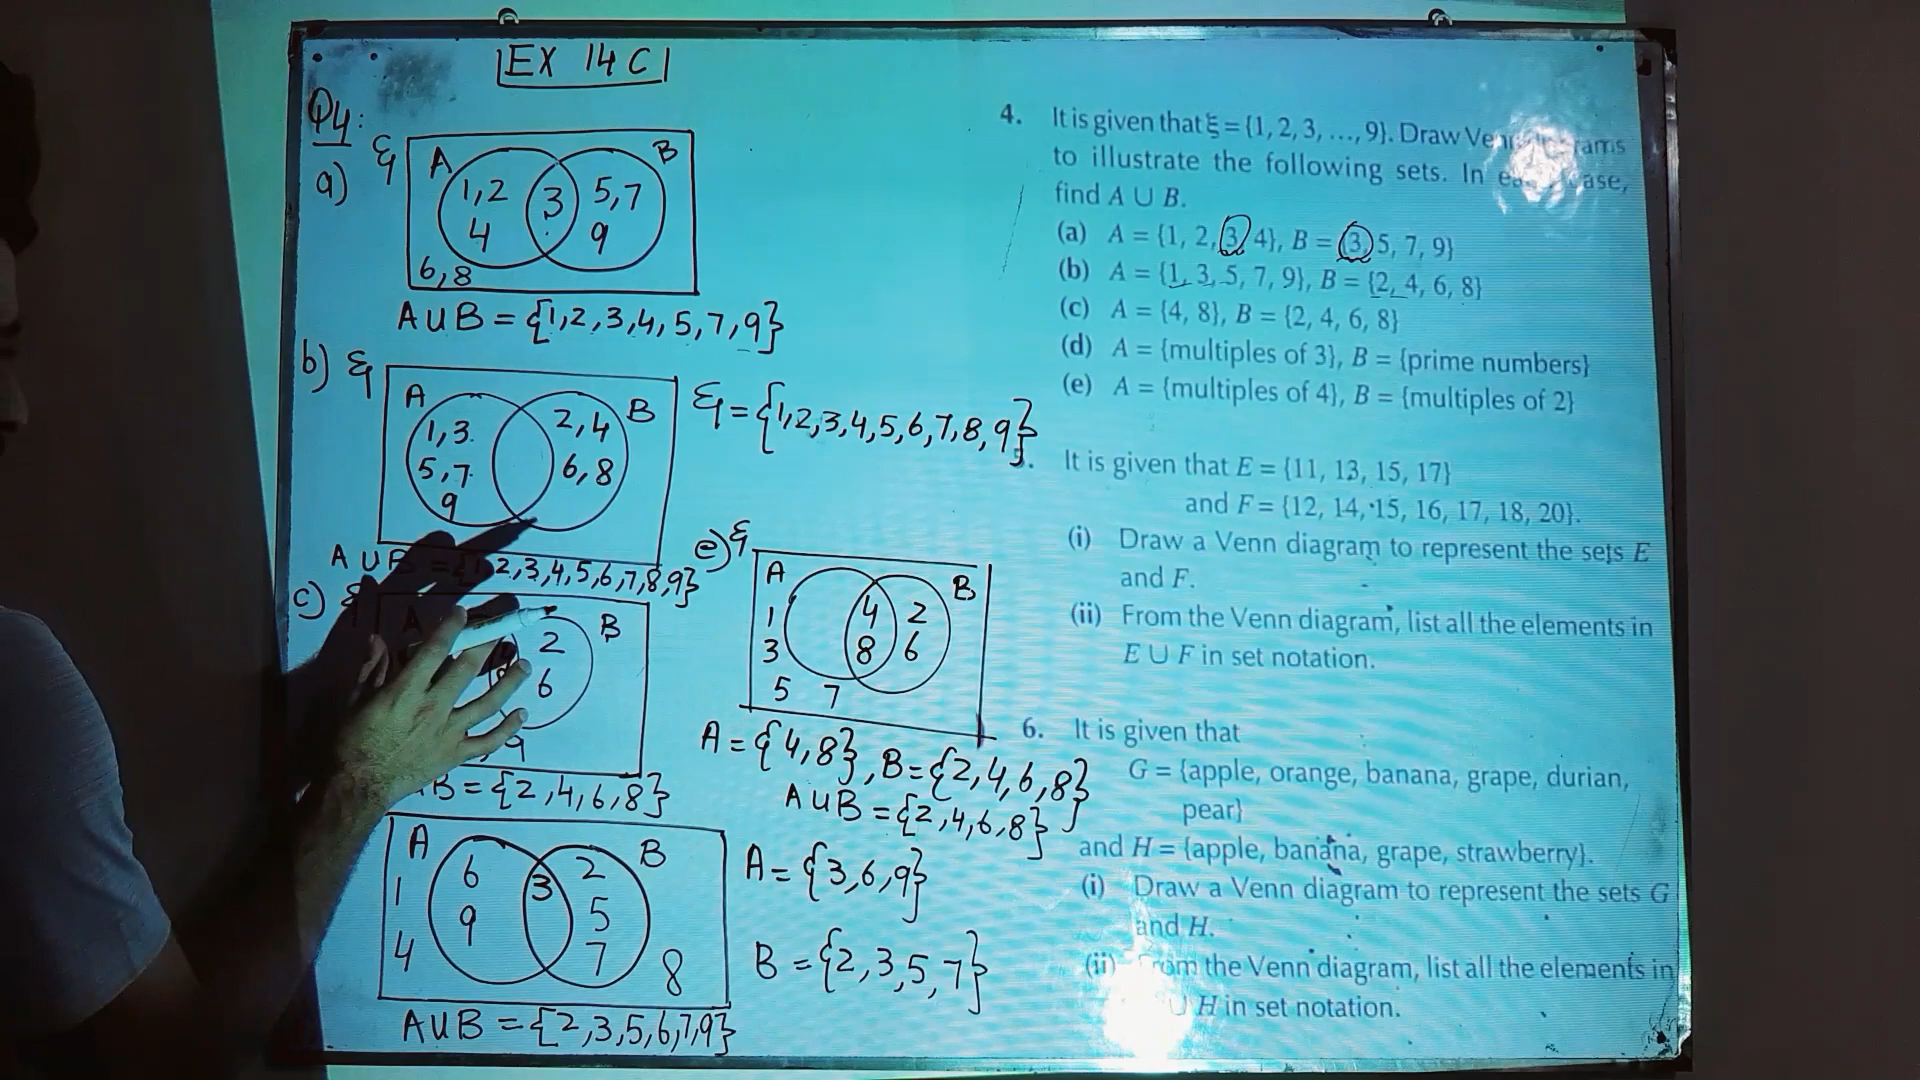 EX 14 C
Q4:
a) ξ
A B
1,2 3 5,7
4 9
6,8
A∪B = {1,2,3,4,5,7,9}
b) ξ
A B
1,3 2,4
5,7 6,8
9
ξ = {1,2,3,4,5,6,7,8,9}
A ∪ 2,3,4,5,6,7,8,9}
c)
B
2
6
9
B = {2,4,6,8}
A B
6 3 2
1 9 5
4 7 8
A∪B = {2,3,5,6,7,9}
e) ξ
A B
1 4 2
3 8 6
5 7
A = {4,8}, B = {2,4,6,8}
A∪B = {2,4,6,8}
A = {3,6,9}
B = {2,3,5,7}
4. It is given that ξ = {1, 2, 3, ..., 9}. Draw
to illustrate the following sets. In
find A ∪ B.
(a) A = {1, 2, 3, 4}, B = {3, 5, 7, 9}
(b) A = {1, 3, 5, 7, 9}, B = {2, 4, 6, 8}
(c) A = {4, 8}, B = {2, 4, 6, 8}
(d) A = {multiples of 3}, B = {prime numbers}
(e) A = {multiples of 4}, B = {multiples of 2}
It is given that E = {11, 13, 15, 17}
and F = {12, 14, 15, 16, 17, 18, 20}.
(i) Draw a Venn diagram to represent the sets E
and F.
(ii) From the Venn diagram, list all the elements in
E ∪ F in set notation.
6. It is given that
G = {apple, orange, banana, grape, durian,
pear}
and H = {apple, banana, grape, strawberry}.
(i) Draw a Venn diagram to represent the sets G
and H.
(ii) the Venn diagram, list all the elements in
∪ H in set notation.